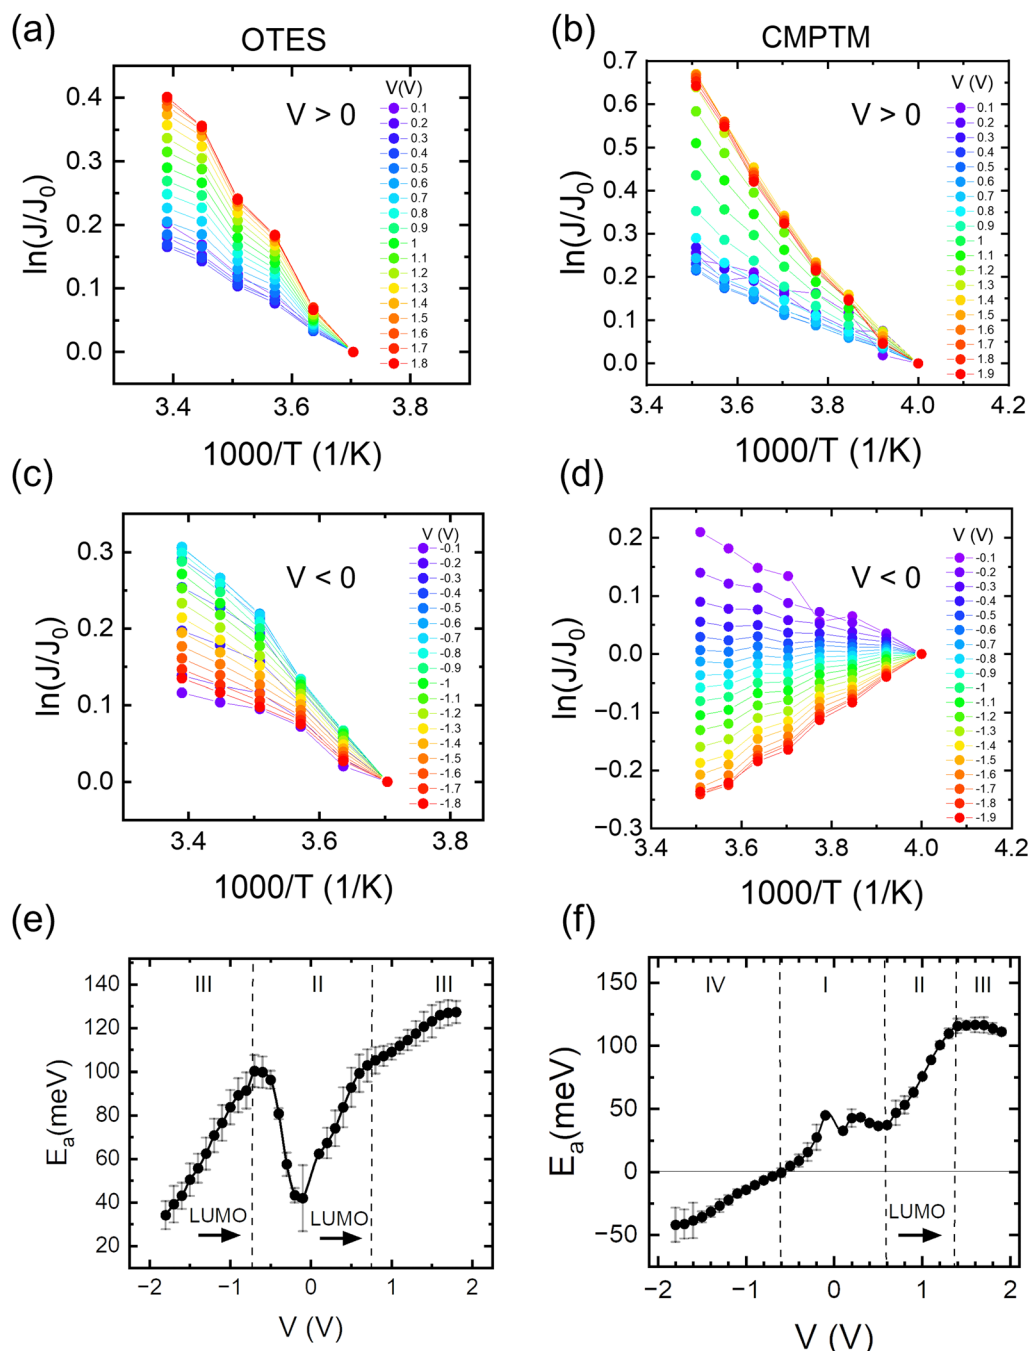 (a)
OTES
(b)
CMPTM
0.4
0.3
0.2
0.1
0.0
ln(J/J₀)
V > 0
V(V)
0.1
0.2
0.3
0.4
0.5
0.6
0.7
0.8
0.9
1
1.1
1.2
1.3
1.4
1.5
1.6
1.7
1.8
3.4 3.6 3.8
1000/T (1/K)
0.7
0.6
0.5
0.4
0.3
0.2
0.1
0.0
ln(J/J₀)
V > 0
V (V)
0.1
0.2
0.3
0.4
0.5
0.6
0.7
0.8
0.9
1
1.2
1.3
1.4
1.5
1.6
1.7
1.8
1.9
3.4 3.6 3.8 4.0 4.2
1000/T (1/K)
(c)
(d)
0.3
0.2
0.1
0.0
ln(J/J₀)
V < 0
V (V)
-0.1
-0.2
-0.3
-0.4
-0.5
-0.6
-0.7
-0.8
-0.9
-1
-1.1
-1.2
-1.3
-1.4
-1.5
-1.6
-1.7
-1.8
3.4 3.6 3.8
1000/T (1/K)
0.2
0.1
0.0
−0.1
−0.2
−0.3
ln(J/J₀)
V < 0
V (V)
-0.1
-0.2
-0.3
-0.4
-0.5
-0.6
-0.7
-0.8
-0.9
-1
-1.1
-1.2
-1.3
-1.4
-1.5
-1.6
-1.7
-1.8
-1.9
3.4 3.6 3.8 4.0 4.2
1000/T (1/K)
(e)
(f)
140
120
100
80
60
40
20
Eₐ(meV)
III II III
LUMO LUMO
−2 −1 0 1 2
V (V)
150
100
50
0
−50
Eₐ(meV)
IV I II III
LUMO
−2 −1 0 1 2
V (V)